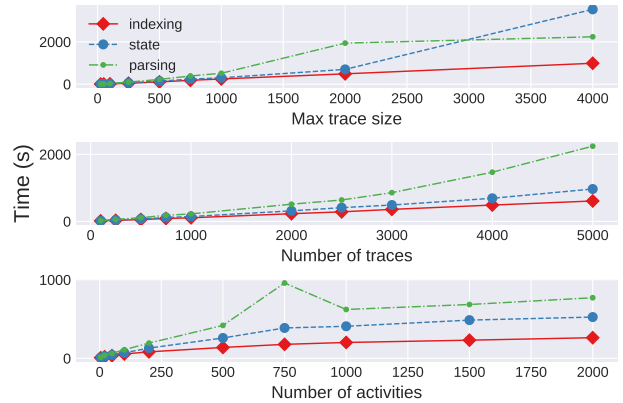 indexing
state
parsing
2000
0
0 500 1000 1500 2000 2500 3000 3500 4000
Max trace size
Time (s)
2000
0
0 1000 2000 3000 4000 5000
Number of traces
1000
500
0
0 250 500 750 1000 1250 1500 1750 2000
Number of activities